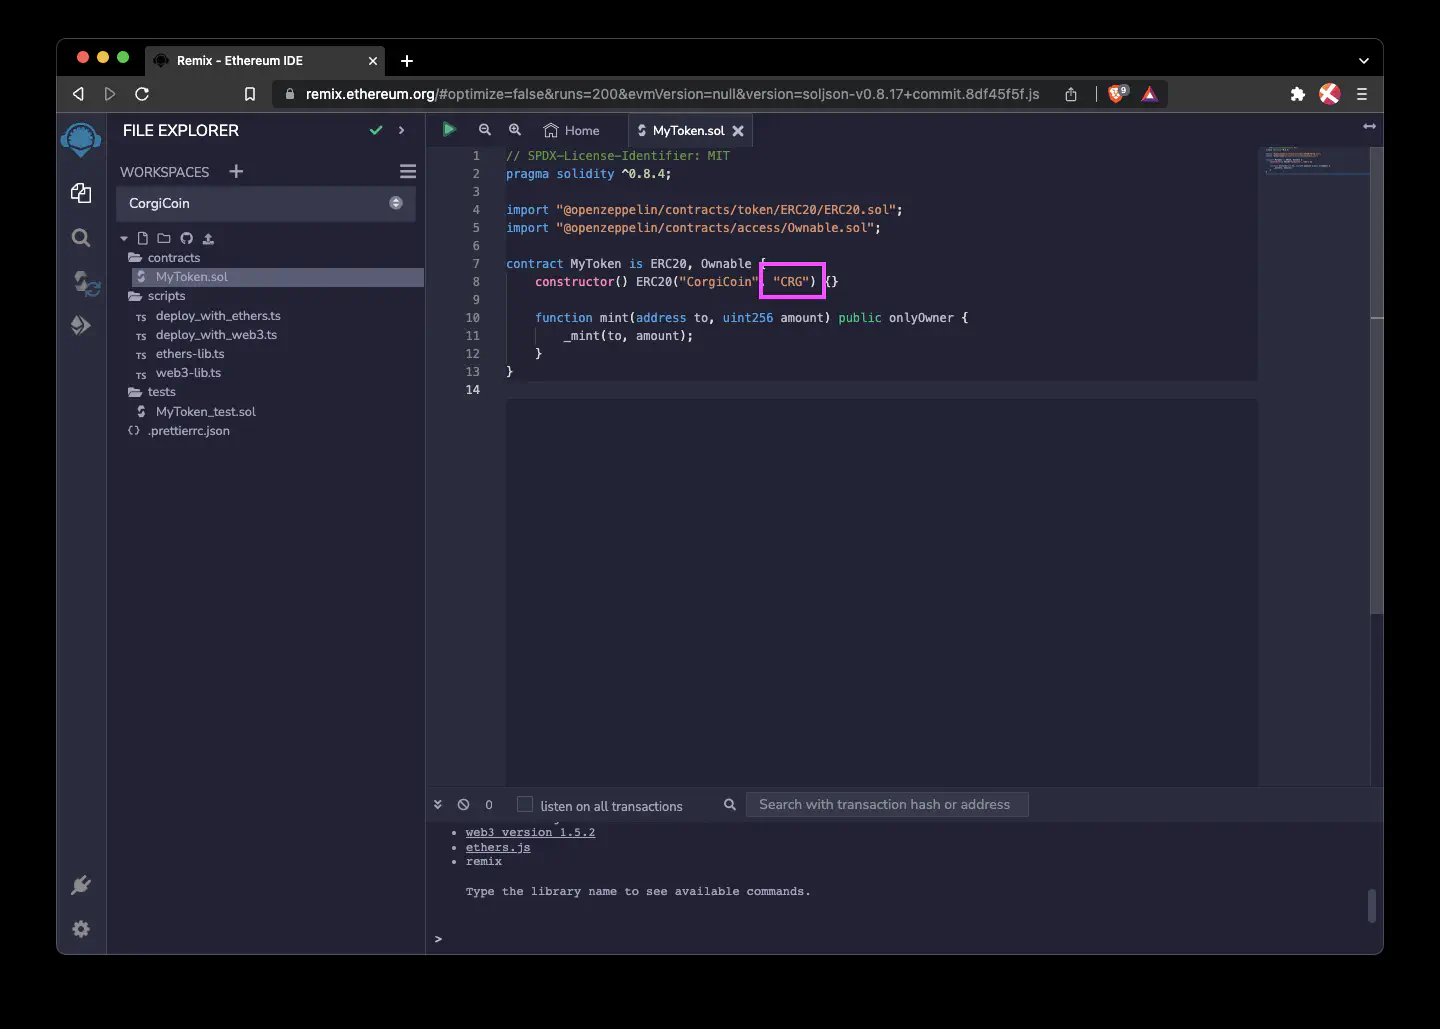 Remix - Ethereum IDE
remix.ethereum.org/#optimize=false&runs=200&evmVersion=null&version=soljson-v0.8.17+commit.8df45f5f.js
9
FILE EXPLORER
WORKSPACES
CorgiCoin
contracts
MyToken.sol
scripts
TS deploy_with_ethers.ts
TS deploy_with_web3.ts
TS ethers-lib.ts
TS web3-lib.ts
tests
MyToken_test.sol
{} .prettierrc.json
Home
MyToken.sol
1 // SPDX-License-Identifier: MIT
2 pragma solidity ^0.8.4;
3
4 import "@openzeppelin/contracts/token/ERC20/ERC20.sol";
5 import "@openzeppelin/contracts/access/Ownable.sol";
6
7 contract MyToken is ERC20, Ownable {
8 constructor() ERC20("CorgiCoin", "CRG") {}
9
10 function mint(address to, uint256 amount) public onlyOwner {
11 _mint(to, amount);
12 }
13 }
14
0
listen on all transactions
Search with transaction hash or address
• web3 version 1.5.2
• ethers.js
• remix
Type the library name to see available commands.
>